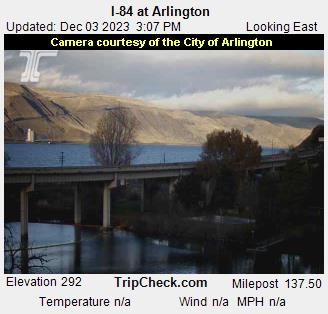 I-84 at Arlington
Updated: Dec 03 2023 3:07 PM Looking East
Camera courtesy of the City of Arlington
Elevation 292 TripCheck.com Milepost 137.50
Temperature n/a Wind n/a MPH n/a